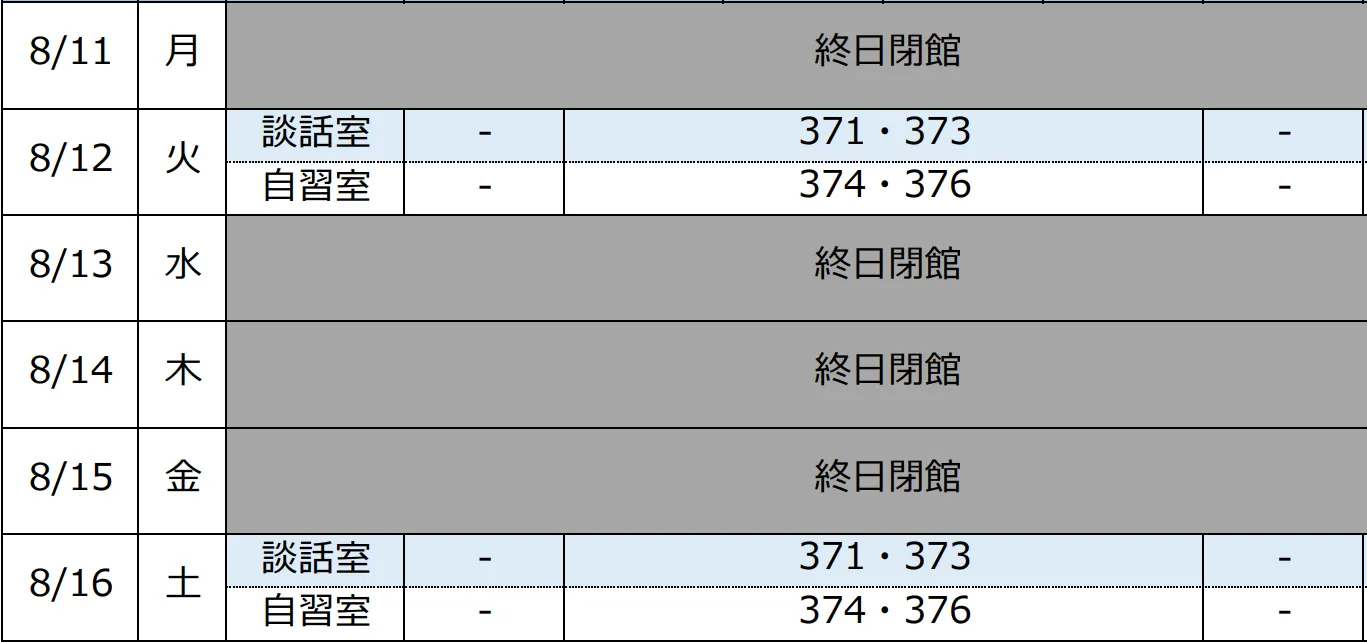 8/11 月 終日閉館
8/12 火 談話室 - 371・373 -
自習室 - 374・376 -
8/13 水 終日閉館
8/14 木 終日閉館
8/15 金 終日閉館
8/16 土 談話室 - 371・373 -
自習室 - 374・376 -